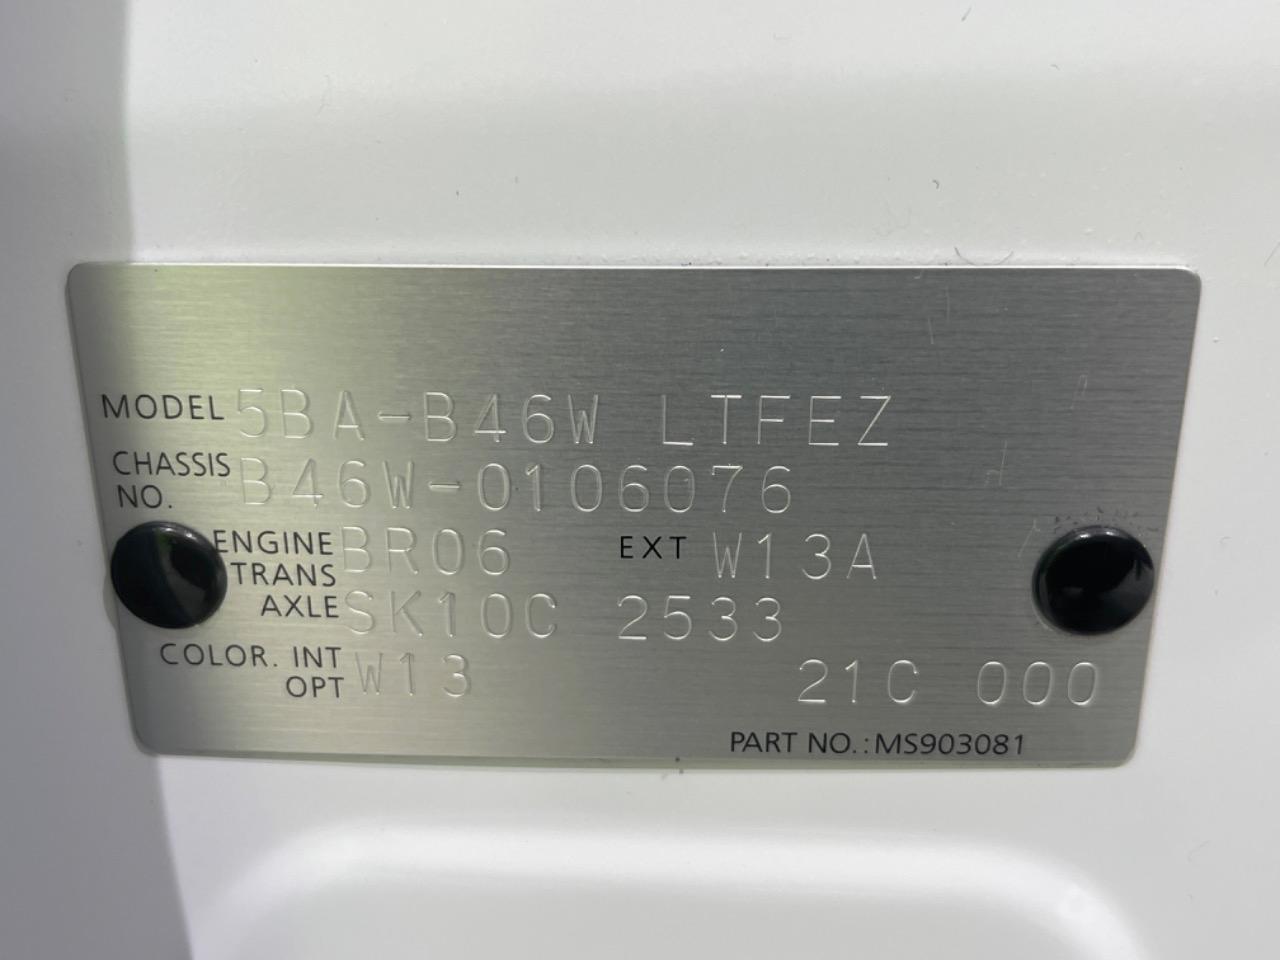 MODEL 5BA-B46W LTFEZ
CHASSIS NO. B46W-0106076
ENGINE BR06 EXT W13A
TRANS AXLE SK10C 2533
COLOR. INT OPT W13 21C 000
PART NO.:MS903081